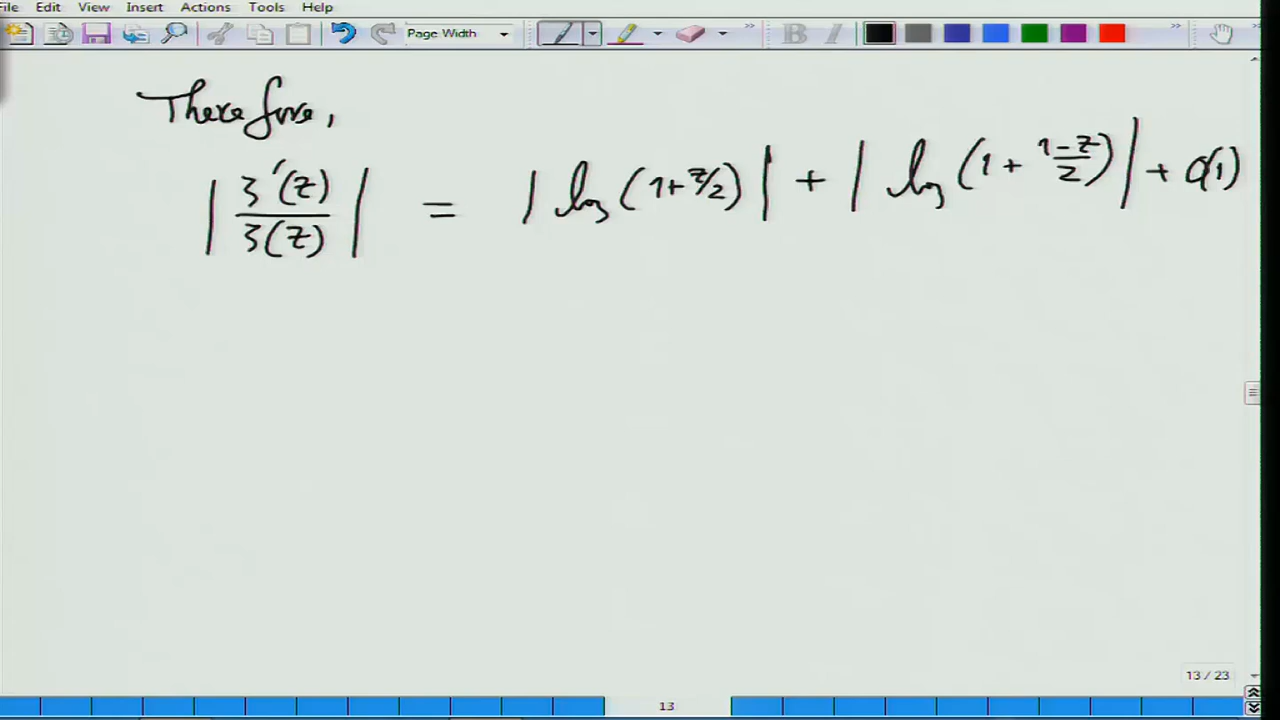 File Edit View Insert Actions Tools Help
Page Width
B I
Therefore,
| ζ'(z) / ζ(z) | = | log (1 + z/2) | + | log (1 + (1-z)/2) | + O(1)
13 / 23
13